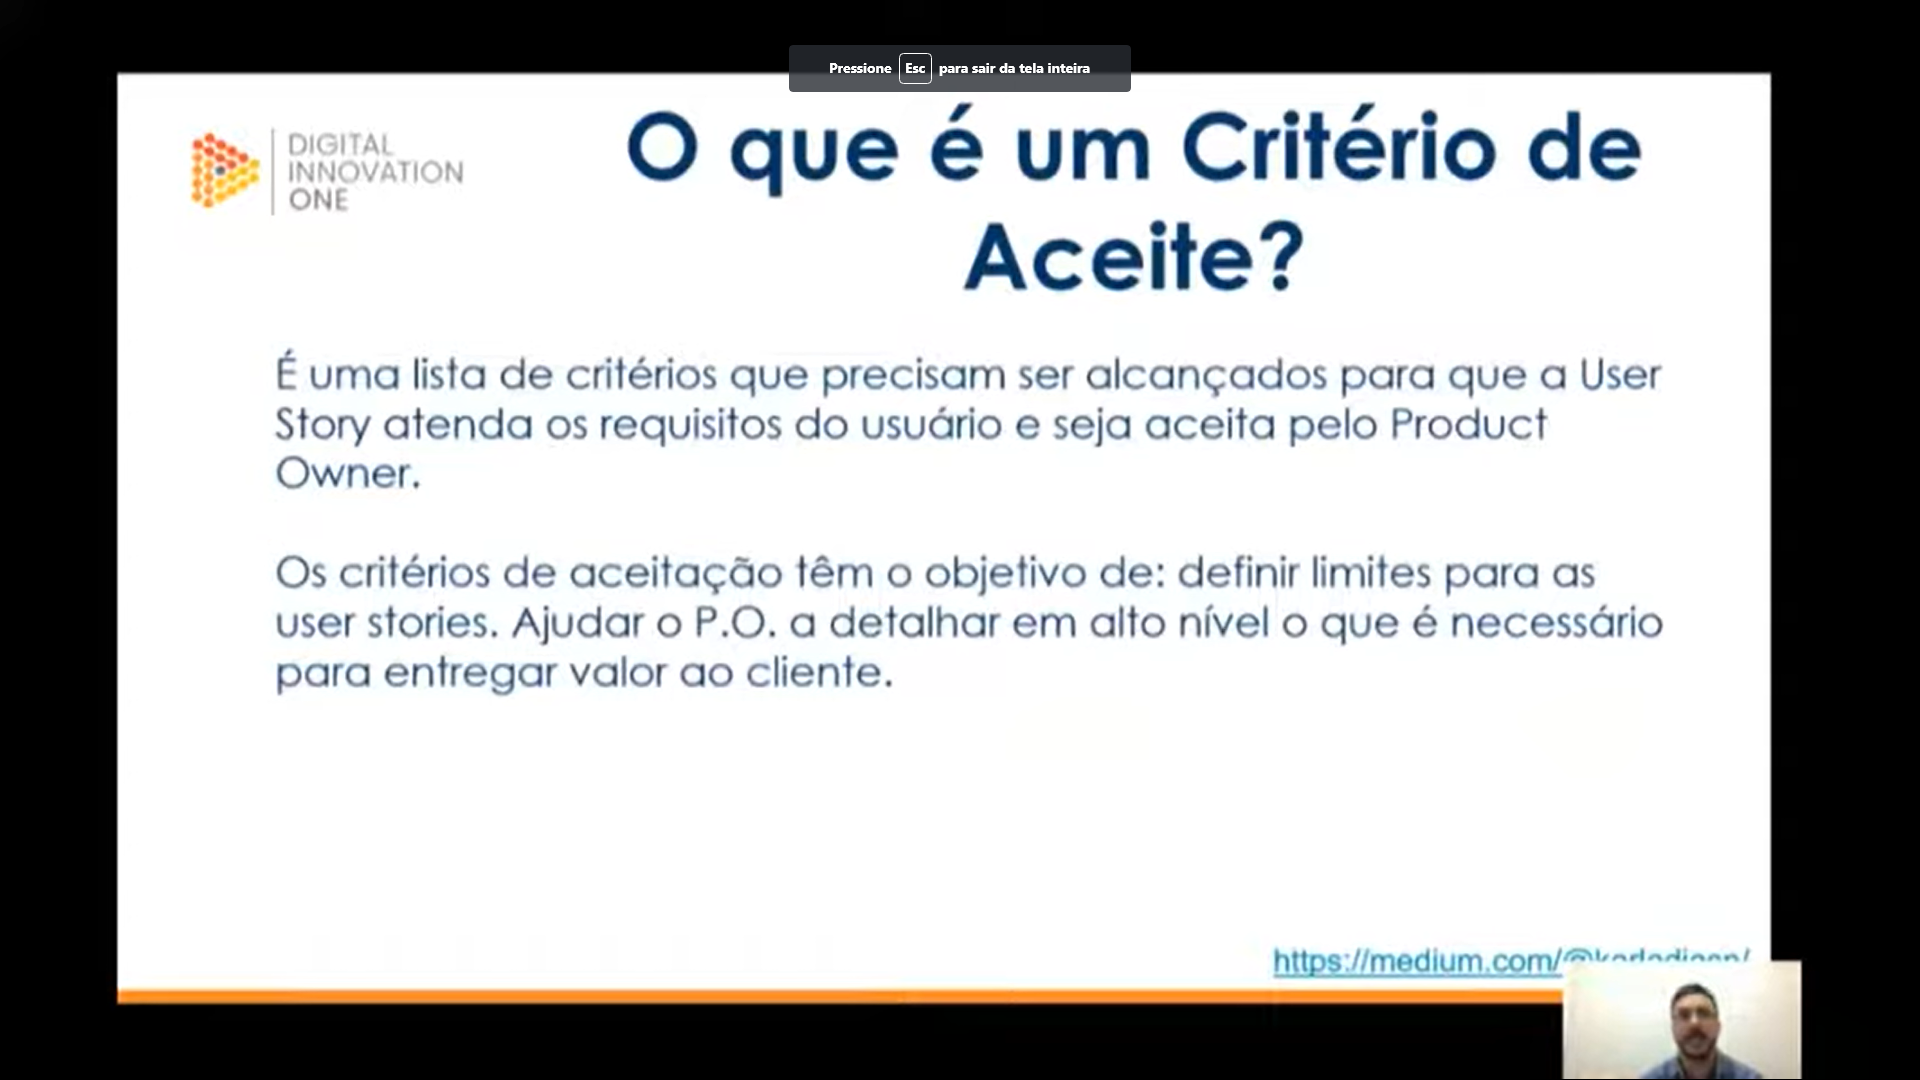 Pressione Esc para sair da tela inteira
DIGITAL
INNOVATION
ONE
O que é um Critério de
Aceite?
É uma lista de critérios que precisam ser alcançados para que a User
Story atenda os requisitos do usuário e seja aceita pelo Product
Owner.
Os critérios de aceitação têm o objetivo de: definir limites para as
user stories. Ajudar o P.O. a detalhar em alto nível o que é necessário
para entregar valor ao cliente.
https://medium.com/